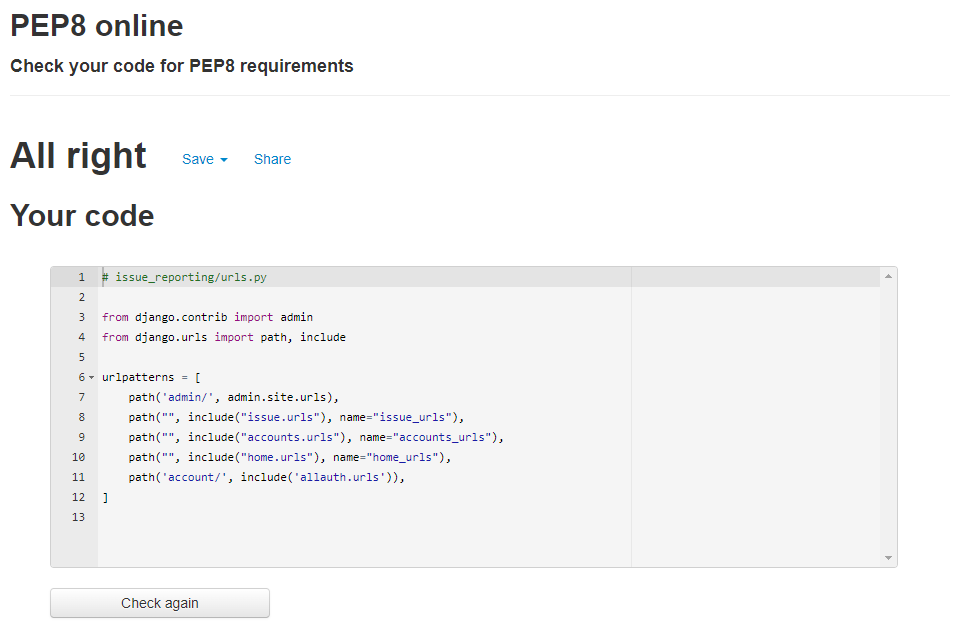 PEP8 online
Check your code for PEP8 requirements
All right Save Share
Your code
1 # issue_reporting/urls.py
2
3 from django.contrib import admin
4 from django.urls import path, include
5
6 urlpatterns = [
7     path('admin/', admin.site.urls),
8     path("", include("issue.urls"), name="issue_urls"),
9     path("", include("accounts.urls"), name="accounts_urls"),
10     path("", include("home.urls"), name="home_urls"),
11     path('account/', include('allauth.urls')),
12 ]
13
Check again